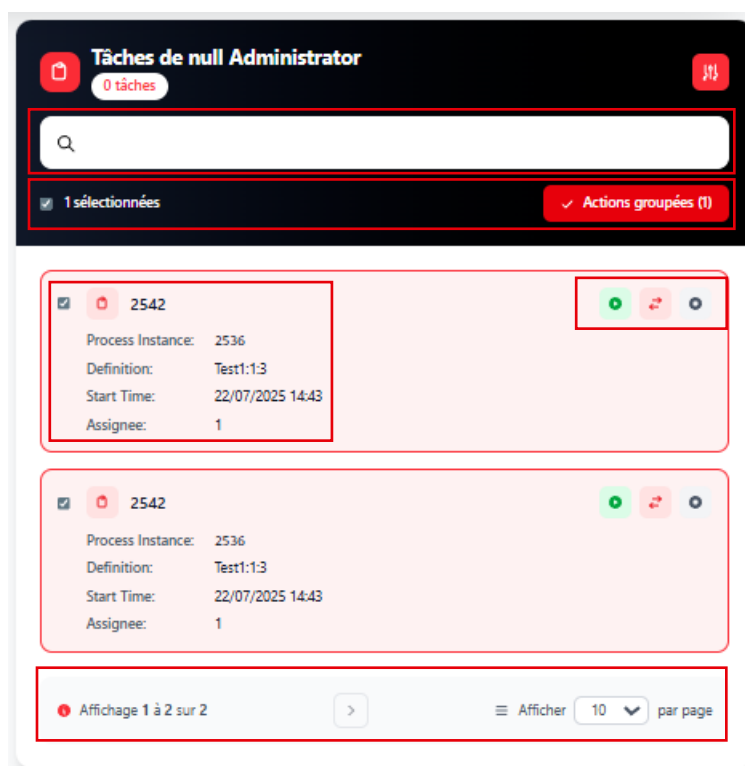 Tâches de null Administrator
0 tâches
1 sélectionnées
Actions groupées (1)
2542
Process Instance: 2536
Definition: Test1:1:3
Start Time: 22/07/2025 14:43
Assignee: 1
2542
Process Instance: 2536
Definition: Test1:1:3
Start Time: 22/07/2025 14:43
Assignee: 1
Affichage 1 à 2 sur 2
Afficher 10 par page